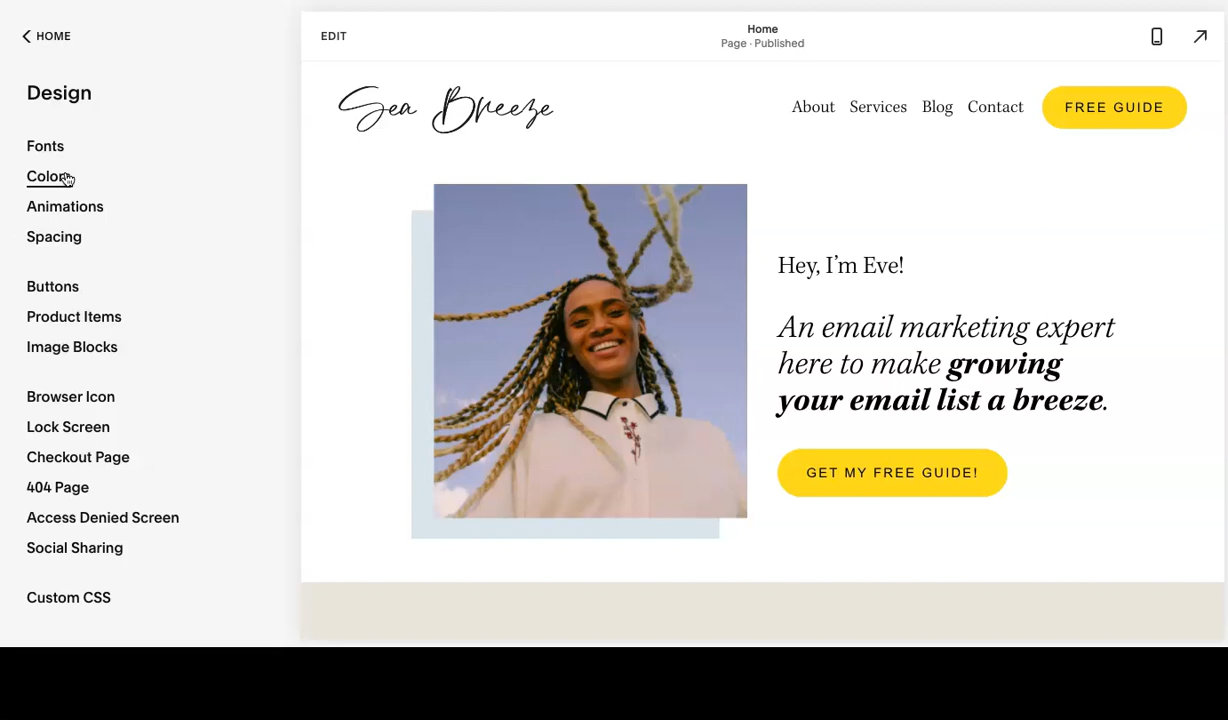 HOME
Design
Fonts
Colors
Animations
Spacing
Buttons
Product Items
Image Blocks
Browser Icon
Lock Screen
Checkout Page
404 Page
Access Denied Screen
Social Sharing
Custom CSS
EDIT
Home
Page · Published
Sea Breeze
About Services Blog Contact FREE GUIDE
Hey, I’m Eve!
An email marketing expert
here to make growing
your email list a breeze.
GET MY FREE GUIDE!